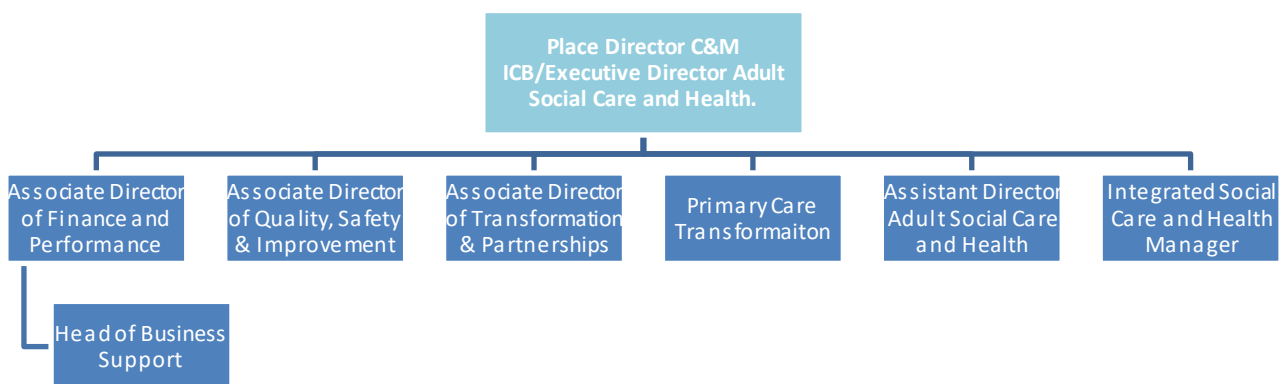 Place Director C&M
ICB/Executive Director Adult
Social Care and Health.
Associate Director
of Finance and
Performance
Associate Director
of Quality, Safety
& Improvement
Associate Director
of Transformation
& Partnerships
Primary Care
Transformaiton
Assistant Director
Adult Social Care
and Health
Integrated Social
Care and Health
Manager
Head of Business
Support